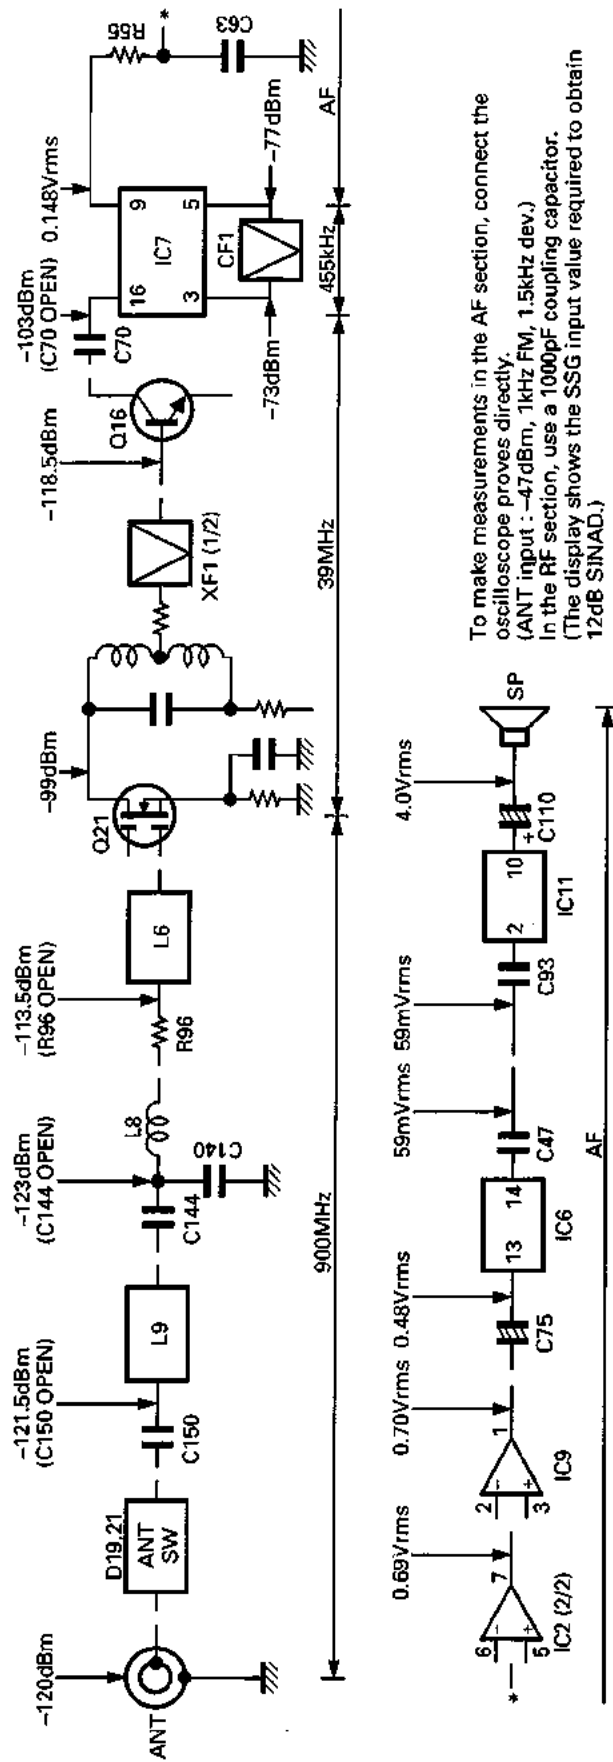 -120dBm
ANT
D19,21
ANT
SW
-121.5dBm
(C150 OPEN)
C150
L9
-123dBm
(C144 OPEN)
C144
C140
L8
-113.5dBm
(R96 OPEN)
R96
L6
Q21
-99dBm
XF1 (1/2)
-118.5dBm
Q16
-103dBm
(C70 OPEN)
C70
0.148Vrms
16
9
IC7
3
5
CF1
-73dBm
-77dBm
R55
*
C63
900MHz
39MHz
455kHz
AF
*
6
5
7
IC2 (2/2)
0.69Vrms
2
3
1
IC9
0.70Vrms
0.48Vrms
C75
13
14
IC6
C47
59mVrms
59mVrms
C93
2
10
IC11
+
C110
4.0Vrms
SP
AF
To make measurements in the AF section, connect the
oscilloscope proves directly.
(ANT input : -47dBm, 1kHz FM, 1.5kHz dev.)
In the RF section, use a 1000pF coupling capacitor.
(The display shows the SSG input value required to obtain
12dB SINAD.)